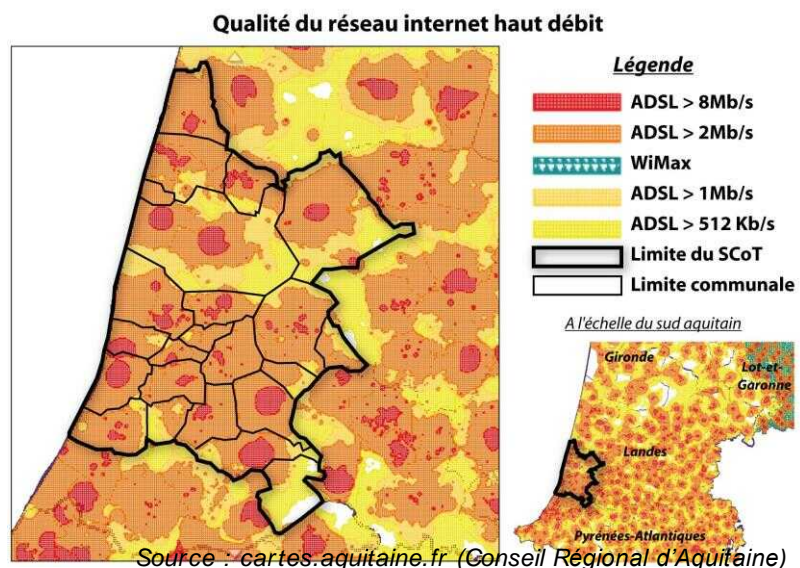 Qualité du réseau internet haut débit
Légende
ADSL > 8Mb/s
ADSL > 2Mb/s
WiMax
ADSL > 1Mb/s
ADSL > 512 Kb/s
Limite du SCoT
Limite communale
A l'échelle du sud aquitain
Gironde
Lot-et-
Garonne
Landes
Pyrénées-Atlantiques
Source : cartes.aquitaine.fr (Conseil Régional d'Aquitaine)